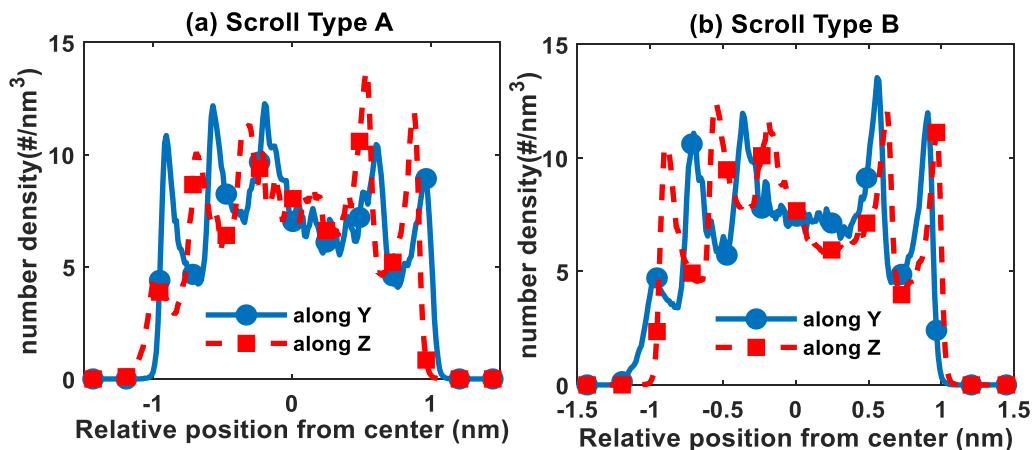 (a) Scroll Type A
number density(#/nm3)
15
10
5
0
along Y
along Z
-1
0
1
Relative position from center (nm)
(b) Scroll Type B
number density(#/nm3)
15
10
5
0
along Y
along Z
-1.5
-1
-0.5
0
0.5
1
1.5
Relative position from center (nm)